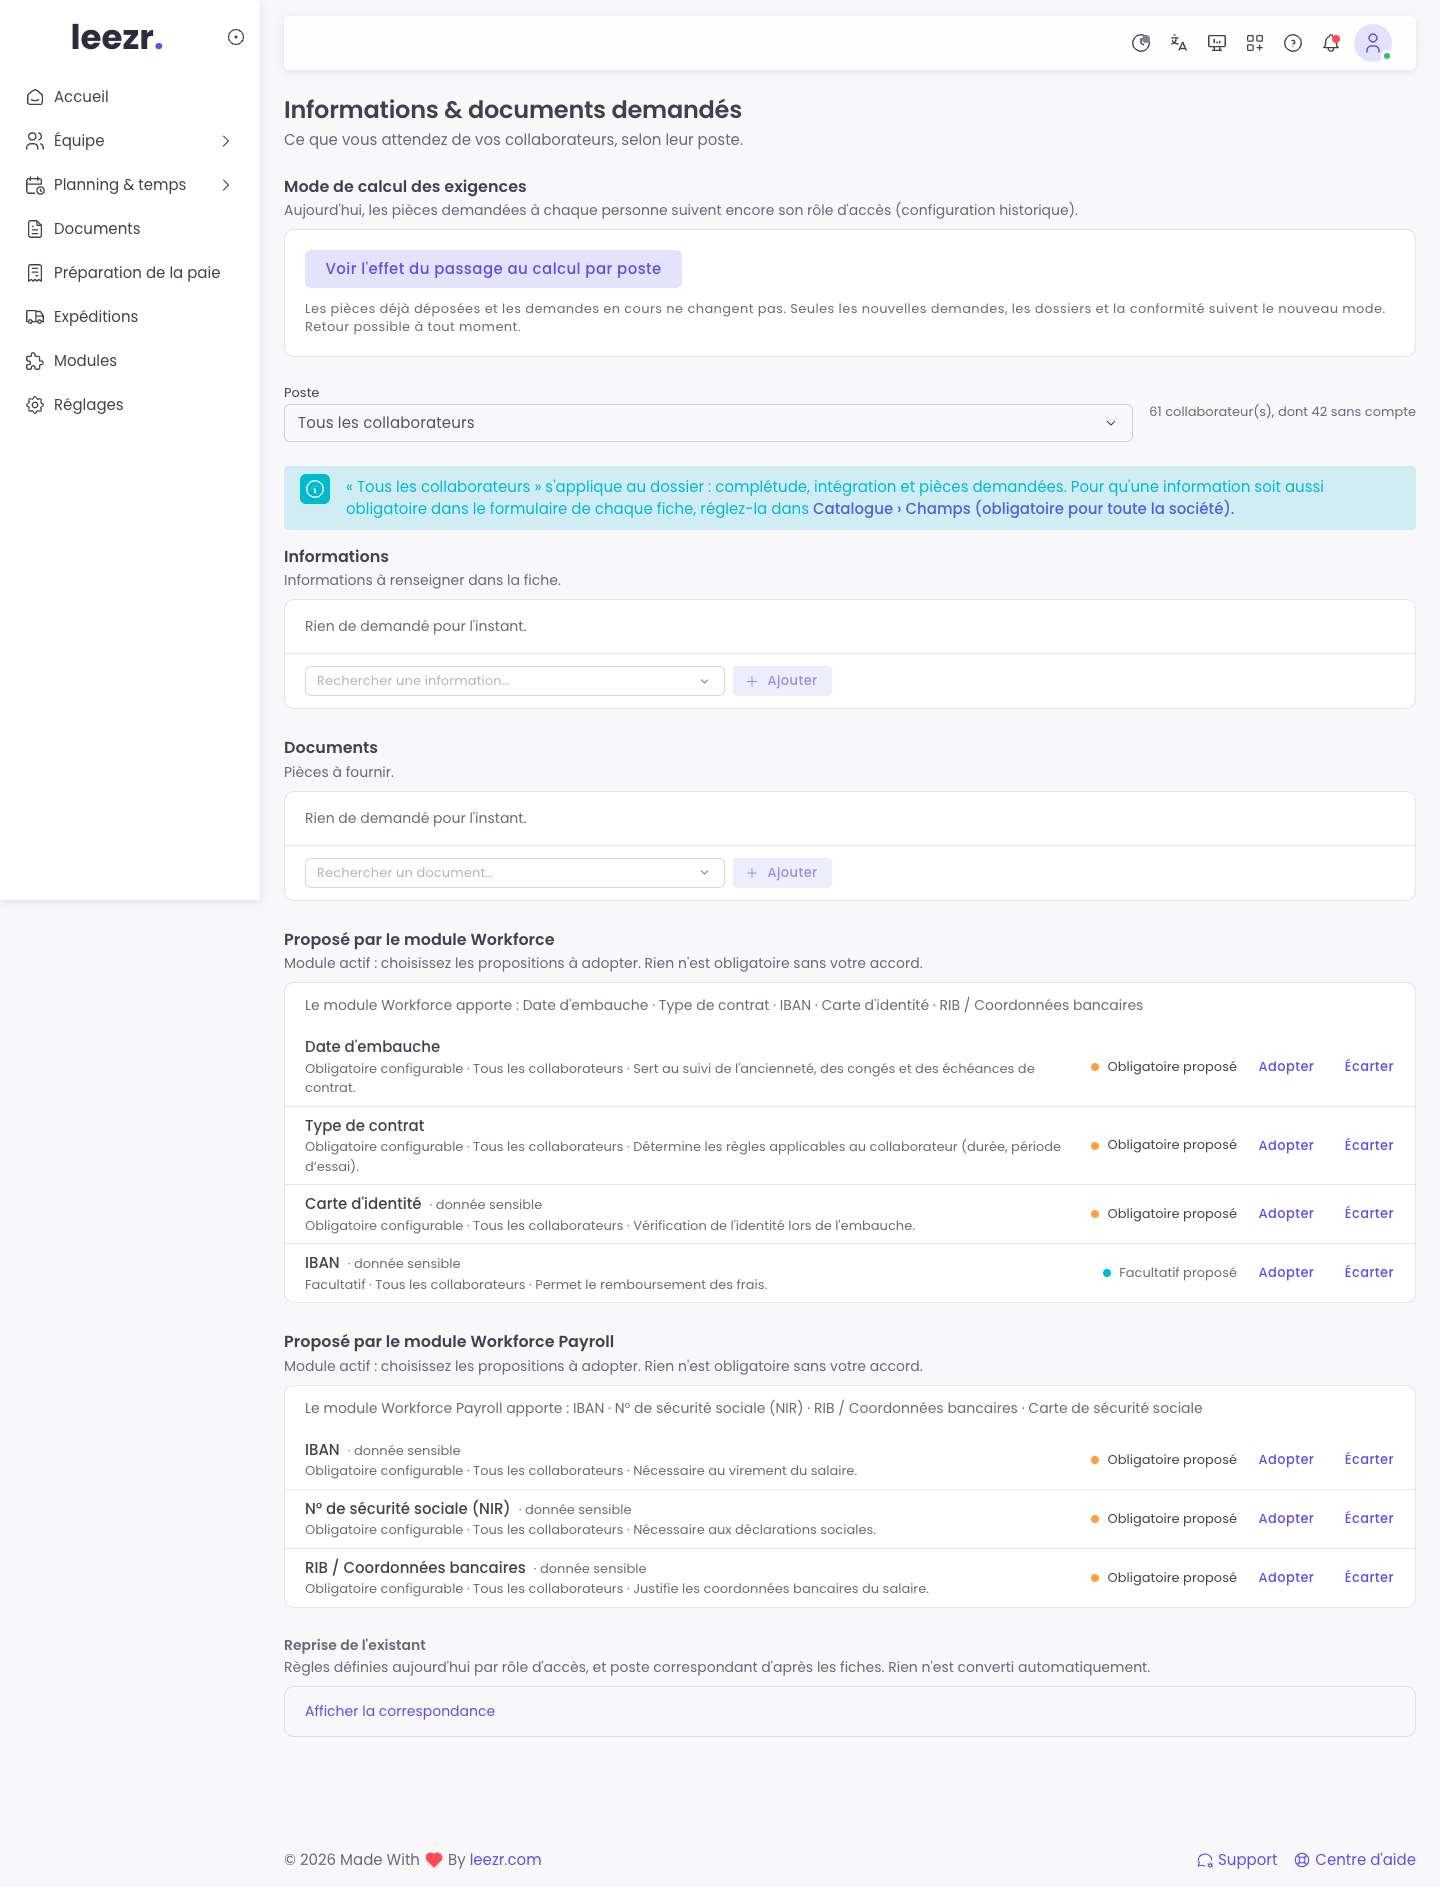 leezr.
Accueil
Équipe
Planning & temps
Documents
Préparation de la paie
Expéditions
Modules
Réglages
Informations & documents demandés
Ce que vous attendez de vos collaborateurs, selon leur poste.
Mode de calcul des exigences
Aujourd'hui, les pièces demandées à chaque personne suivent encore son rôle d'accès (configuration historique).
Voir l'effet du passage au calcul par poste
Les pièces déjà déposées et les demandes en cours ne changent pas. Seules les nouvelles demandes, les dossiers et la conformité suivent le nouveau mode.
Retour possible à tout moment.
Poste
Tous les collaborateurs
61 collaborateur(s), dont 42 sans compte
« Tous les collaborateurs » s'applique au dossier : complétude, intégration et pièces demandées. Pour qu'une information soit aussi
obligatoire dans le formulaire de chaque fiche, réglez-la dans Catalogue › Champs (obligatoire pour toute la société).
Informations
Informations à renseigner dans la fiche.
Rien de demandé pour l'instant.
Rechercher une information…
Ajouter
Documents
Pièces à fournir.
Rien de demandé pour l'instant.
Rechercher un document…
Ajouter
Proposé par le module Workforce
Module actif : choisissez les propositions à adopter. Rien n'est obligatoire sans votre accord.
Le module Workforce apporte : Date d'embauche · Type de contrat · IBAN · Carte d'identité · RIB / Coordonnées bancaires
Date d'embauche
Obligatoire configurable · Tous les collaborateurs · Sert au suivi de l'ancienneté, des congés et des échéances de
contrat.
Obligatoire proposé Adopter Écarter
Type de contrat
Obligatoire configurable · Tous les collaborateurs · Détermine les règles applicables au collaborateur (durée, période
d’essai).
Obligatoire proposé Adopter Écarter
Carte d'identité · donnée sensible
Obligatoire configurable · Tous les collaborateurs · Vérification de l'identité lors de l'embauche.
Obligatoire proposé Adopter Écarter
IBAN · donnée sensible
Facultatif · Tous les collaborateurs · Permet le remboursement des frais.
Facultatif proposé Adopter Écarter
Proposé par le module Workforce Payroll
Module actif : choisissez les propositions à adopter. Rien n'est obligatoire sans votre accord.
Le module Workforce Payroll apporte : IBAN · N° de sécurité sociale (NIR) · RIB / Coordonnées bancaires · Carte de sécurité sociale
IBAN · donnée sensible
Obligatoire configurable · Tous les collaborateurs · Nécessaire au virement du salaire.
Obligatoire proposé Adopter Écarter
N° de sécurité sociale (NIR) · donnée sensible
Obligatoire configurable · Tous les collaborateurs · Nécessaire aux déclarations sociales.
Obligatoire proposé Adopter Écarter
RIB / Coordonnées bancaires · donnée sensible
Obligatoire configurable · Tous les collaborateurs · Justifie les coordonnées bancaires du salaire.
Obligatoire proposé Adopter Écarter
Reprise de l'existant
Règles définies aujourd'hui par rôle d'accès, et poste correspondant d'après les fiches. Rien n'est converti automatiquement.
Afficher la correspondance
© 2026 Made With By leezr.com
Support Centre d'aide